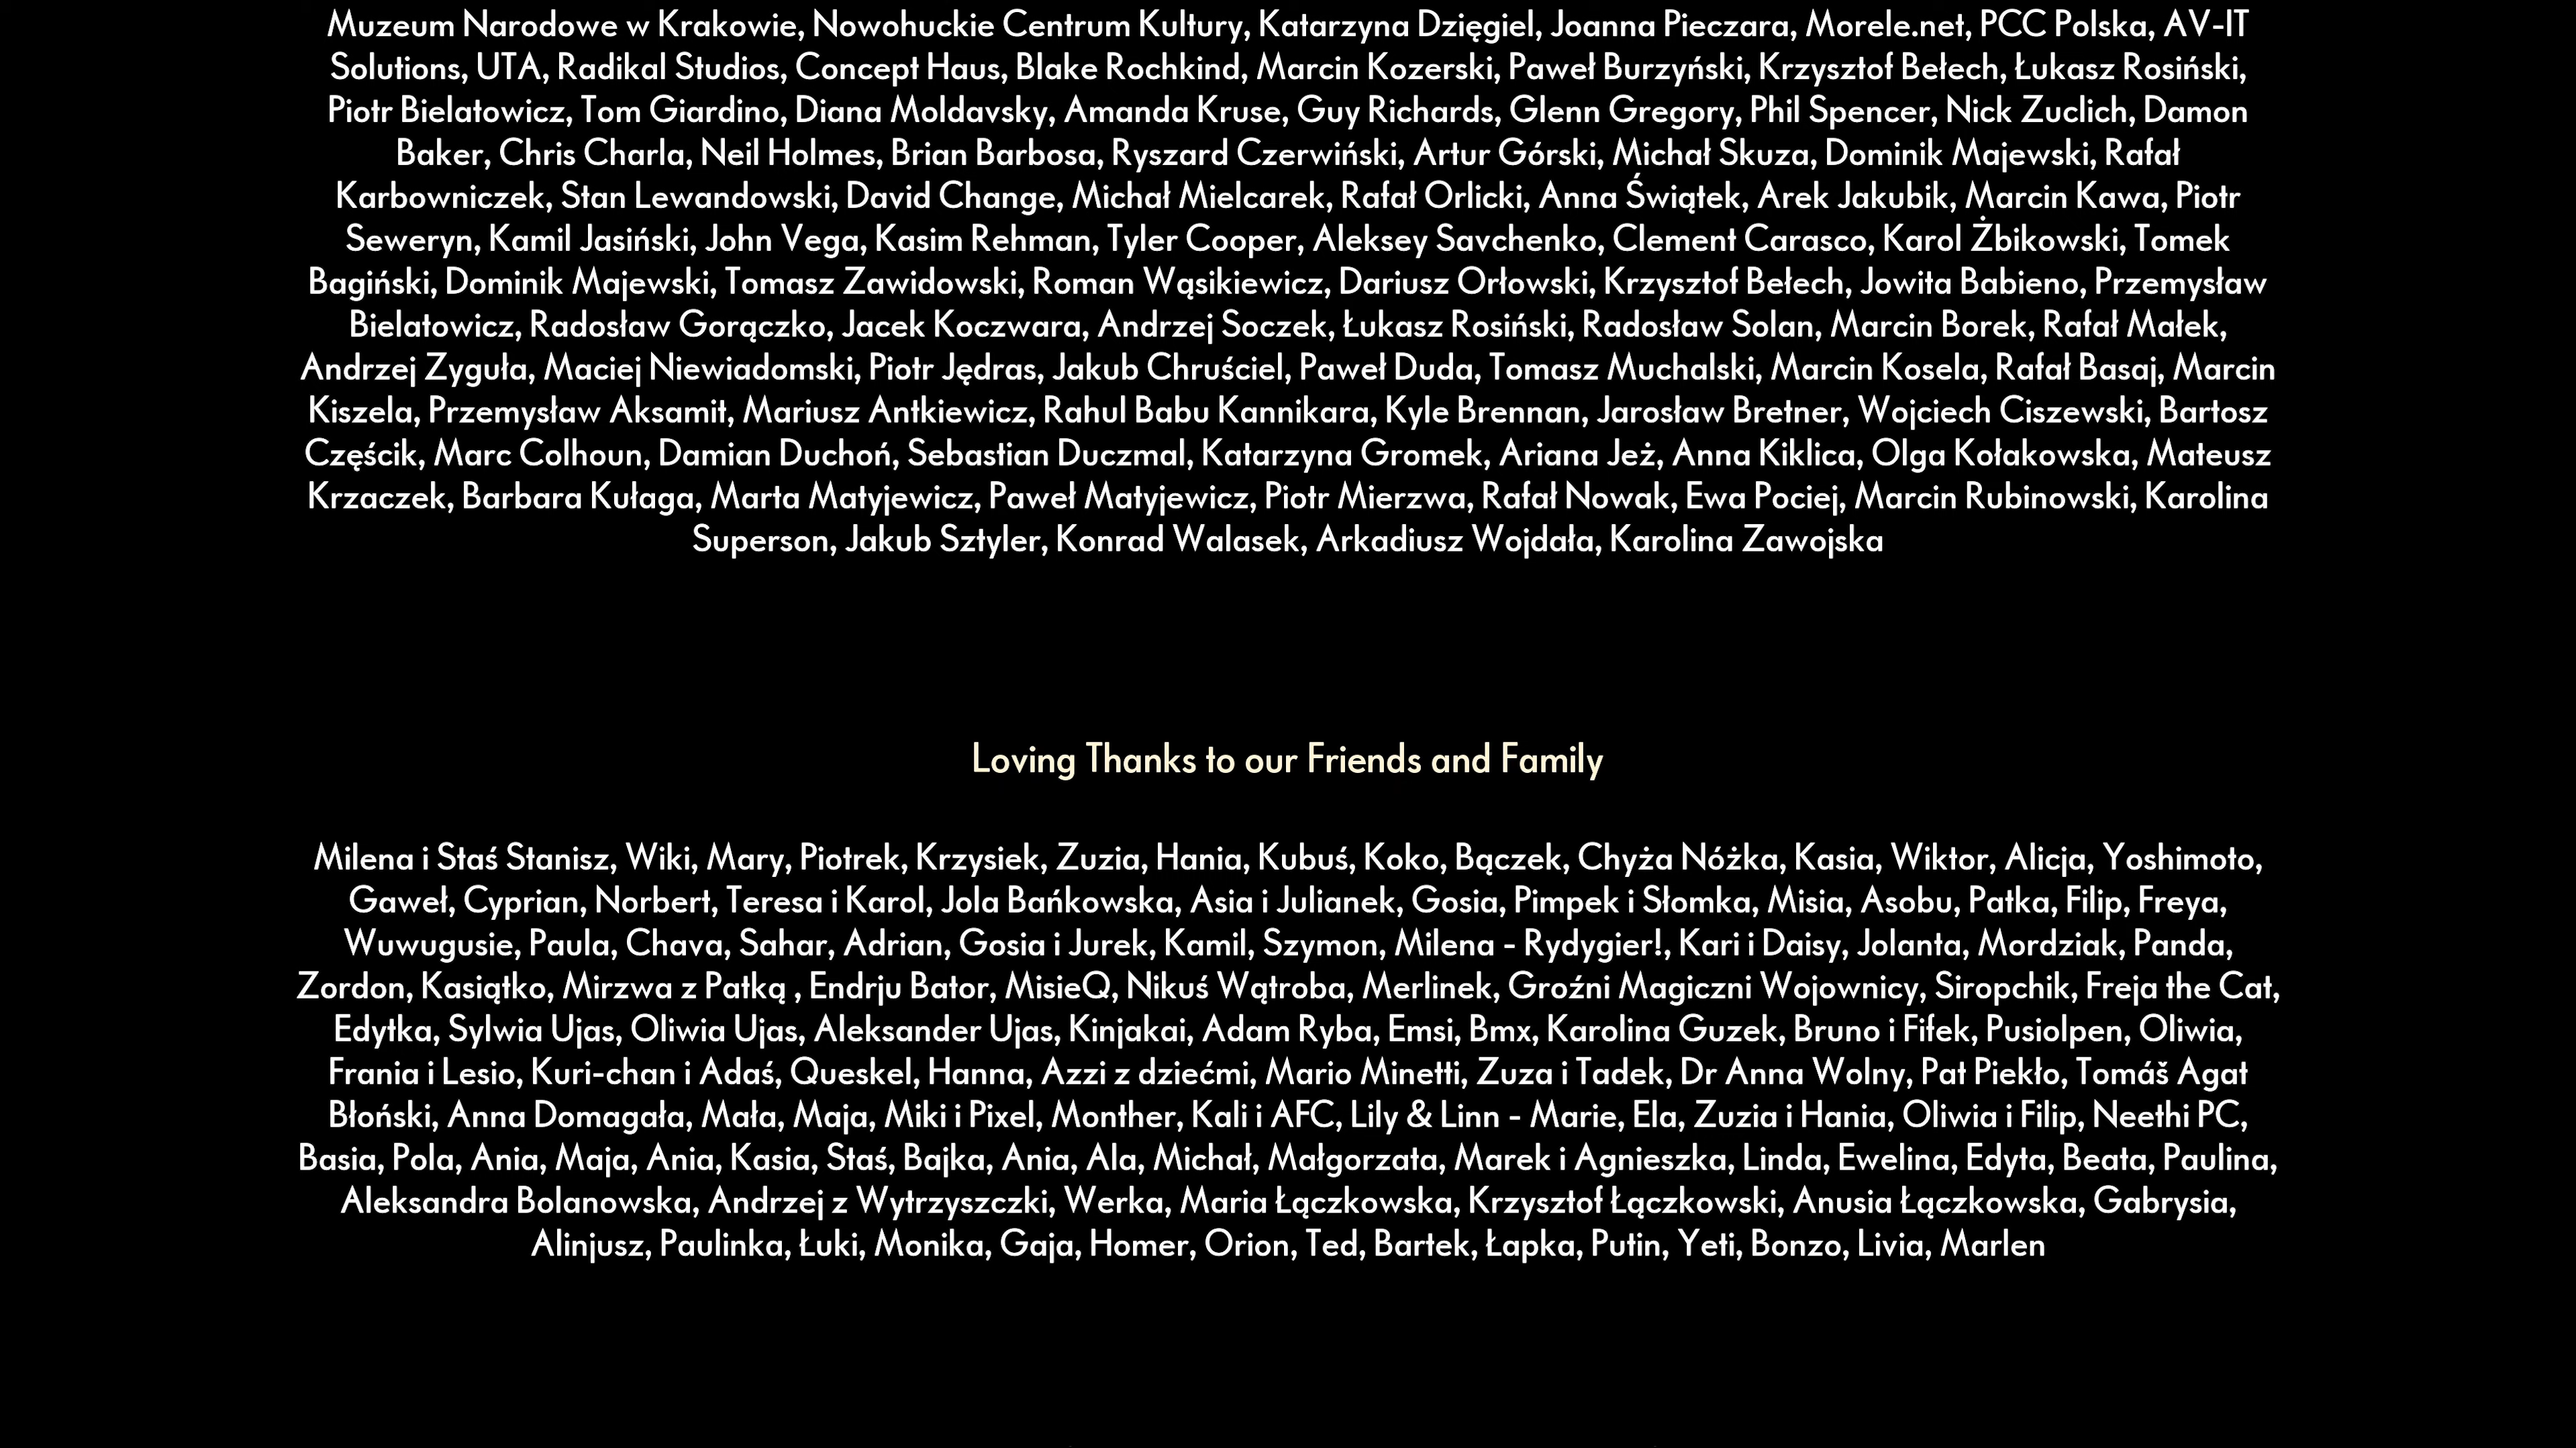 Muzeum Narodowe w Krakowie, Nowohuckie Centrum Kultury, Katarzyna Dzięgiel, Joanna Pieczara, Morele.net, PCC Polska, AV-IT
Solutions, UTA, Radikal Studios, Concept Haus, Blake Rochkind, Marcin Kozerski, Paweł Burzyński, Krzysztof Bełech, Łukasz Rosiński,
Piotr Bielatowicz, Tom Giardino, Diana Moldavsky, Amanda Kruse, Guy Richards, Glenn Gregory, Phil Spencer, Nick Zuclich, Damon
Baker, Chris Charla, Neil Holmes, Brian Barbosa, Ryszard Czerwiński, Artur Górski, Michał Skuza, Dominik Majewski, Rafał
Karbowniczek, Stan Lewandowski, David Change, Michał Mielcarek, Rafał Orlicki, Anna Świątek, Arek Jakubik, Marcin Kawa, Piotr
Seweryn, Kamil Jasiński, John Vega, Kasim Rehman, Tyler Cooper, Aleksey Savchenko, Clement Carasco, Karol Żbikowski, Tomek
Bagiński, Dominik Majewski, Tomasz Zawidowski, Roman Wąsikiewicz, Dariusz Orłowski, Krzysztof Bełech, Jowita Babieno, Przemysław
Bielatowicz, Radosław Gorączko, Jacek Koczwara, Andrzej Soczek, Łukasz Rosiński, Radosław Solan, Marcin Borek, Rafał Małek,
Andrzej Zyguła, Maciej Niewiadomski, Piotr Jędras, Jakub Chruściel, Paweł Duda, Tomasz Muchalski, Marcin Kosela, Rafał Basaj, Marcin
Kiszela, Przemysław Aksamit, Mariusz Antkiewicz, Rahul Babu Kannikara, Kyle Brennan, Jarosław Bretner, Wojciech Ciszewski, Bartosz
Częścik, Marc Colhoun, Damian Duchoń, Sebastian Duczmal, Katarzyna Gromek, Ariana Jeż, Anna Kiklica, Olga Kołakowska, Mateusz
Krzaczek, Barbara Kułaga, Marta Matyjewicz, Paweł Matyjewicz, Piotr Mierzwa, Rafał Nowak, Ewa Pociej, Marcin Rubinowski, Karolina
Superson, Jakub Sztyler, Konrad Walasek, Arkadiusz Wojdała, Karolina Zawojska
Loving Thanks to our Friends and Family
Milena i Staś Stanisz, Wiki, Mary, Piotrek, Krzysiek, Zuzia, Hania, Kubuś, Koko, Bączek, Chyża Nóżka, Kasia, Wiktor, Alicja, Yoshimoto,
Gaweł, Cyprian, Norbert, Teresa i Karol, Jola Bańkowska, Asia i Julianek, Gosia, Pimpek i Słomka, Misia, Asobu, Patka, Filip, Freya,
Wuwugusie, Paula, Chava, Sahar, Adrian, Gosia i Jurek, Kamil, Szymon, Milena - Rydygier!, Kari i Daisy, Jolanta, Mordziak, Panda,
Zordon, Kasiątko, Mirzwa z Patką , Endrju Bator, MisieQ, Nikuś Wątroba, Merlinek, Groźni Magiczni Wojownicy, Siropchik, Freja the Cat,
Edytka, Sylwia Ujas, Oliwia Ujas, Aleksander Ujas, Kinjakai, Adam Ryba, Emsi, Bmx, Karolina Guzek, Bruno i Fifek, Pusiolpen, Oliwia,
Frania i Lesio, Kuri-chan i Adaś, Queskel, Hanna, Azzi z dziećmi, Mario Minetti, Zuza i Tadek, Dr Anna Wolny, Pat Piekło, Tomáš Agat
Błoński, Anna Domagała, Mała, Maja, Miki i Pixel, Monther, Kali i AFC, Lily & Linn - Marie, Ela, Zuzia i Hania, Oliwia i Filip, Neethi PC,
Basia, Pola, Ania, Maja, Ania, Kasia, Staś, Bajka, Ania, Ala, Michał, Małgorzata, Marek i Agnieszka, Linda, Ewelina, Edyta, Beata, Paulina,
Aleksandra Bolanowska, Andrzej z Wytrzyszczki, Werka, Maria Łączkowska, Krzysztof Łączkowski, Anusia Łączkowska, Gabrysia,
Alinjusz, Paulinka, Łuki, Monika, Gaja, Homer, Orion, Ted, Bartek, Łapka, Putin, Yeti, Bonzo, Livia, Marlen